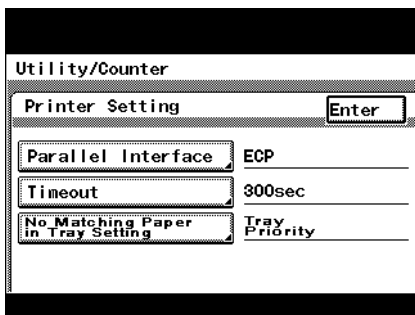 Utility/Counter
Printer Setting
Enter
Parallel Interface
ECP
Timeout
300sec
No Matching Paper
in Tray Setting
Tray
Priority